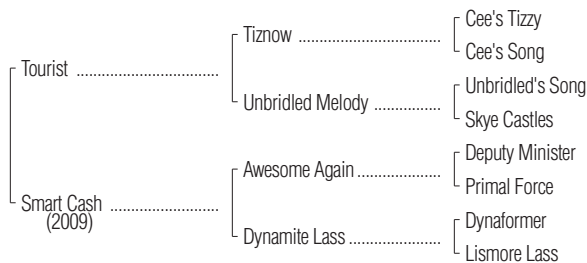 Cee's Tizzy
Tiznow ........................................
Cee's Song
Tourist ........................................
Unbridled's Song
Unbridled Melody ...................
Skye Castles
Deputy Minister
Awesome Again .......................
Primal Force
Smart Cash ..............................
(2009)
Dynaformer
Dynamite Lass ..........................
Lismore Lass